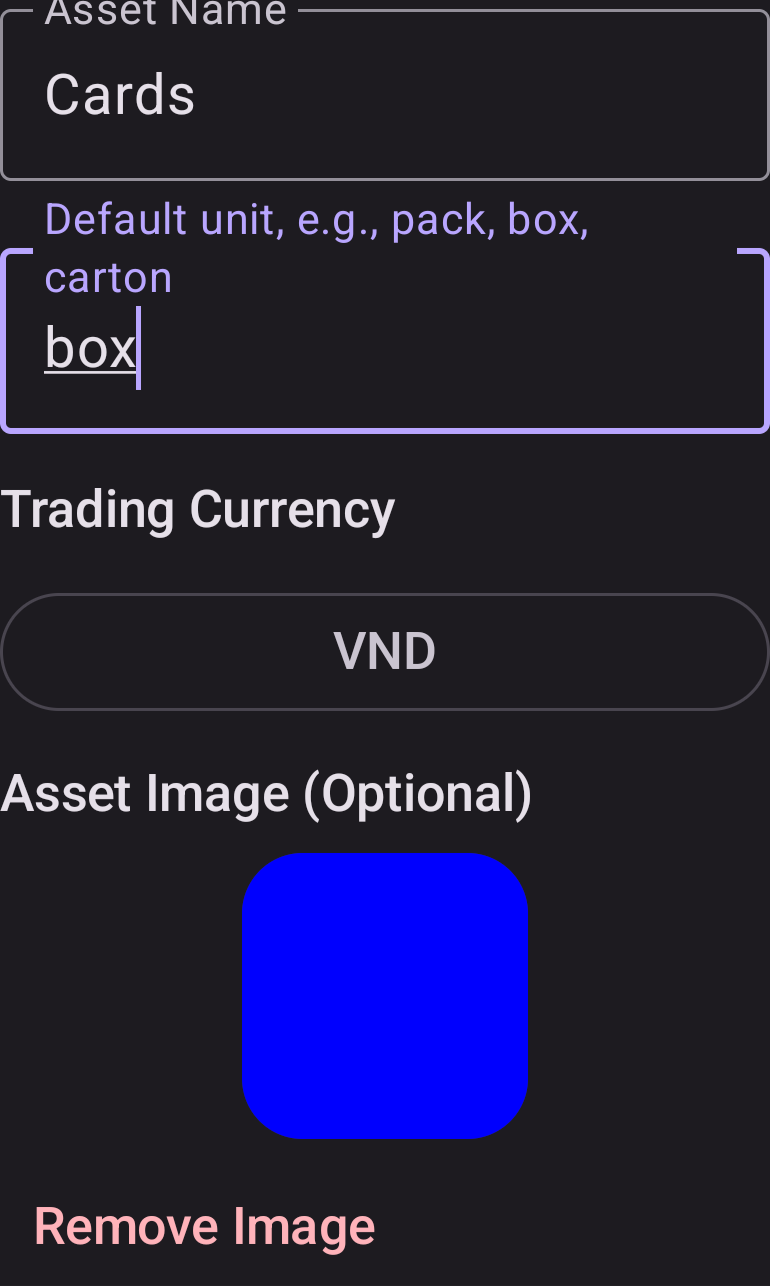 Asset Name
Cards
Default unit, e.g., pack, box,
carton
box
Trading Currency
VND
Asset Image (Optional)
Remove Image